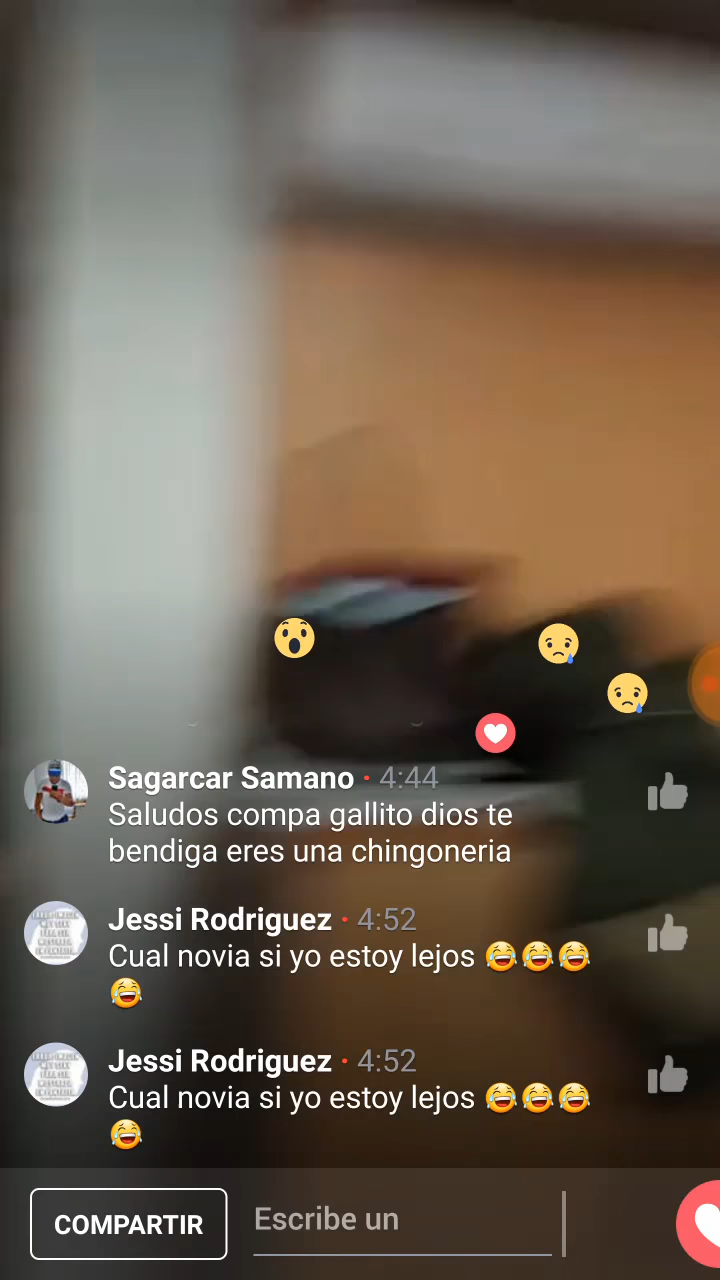 Sagarcar Samano · 4:44
Saludos compa gallito dios te
bendiga eres una chingoneria
Jessi Rodriguez · 4:52
Cual novia si yo estoy lejos 😂😂😂
😂
Jessi Rodriguez · 4:52
Cual novia si yo estoy lejos 😂😂😂
😂
COMPARTIR
Escribe un